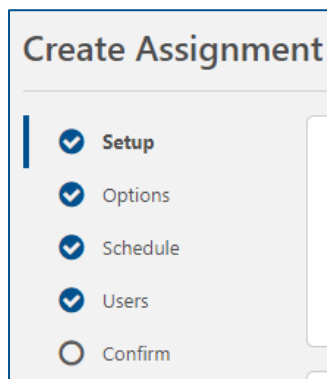 Create Assignment
Setup
Options
Schedule
Users
Confirm